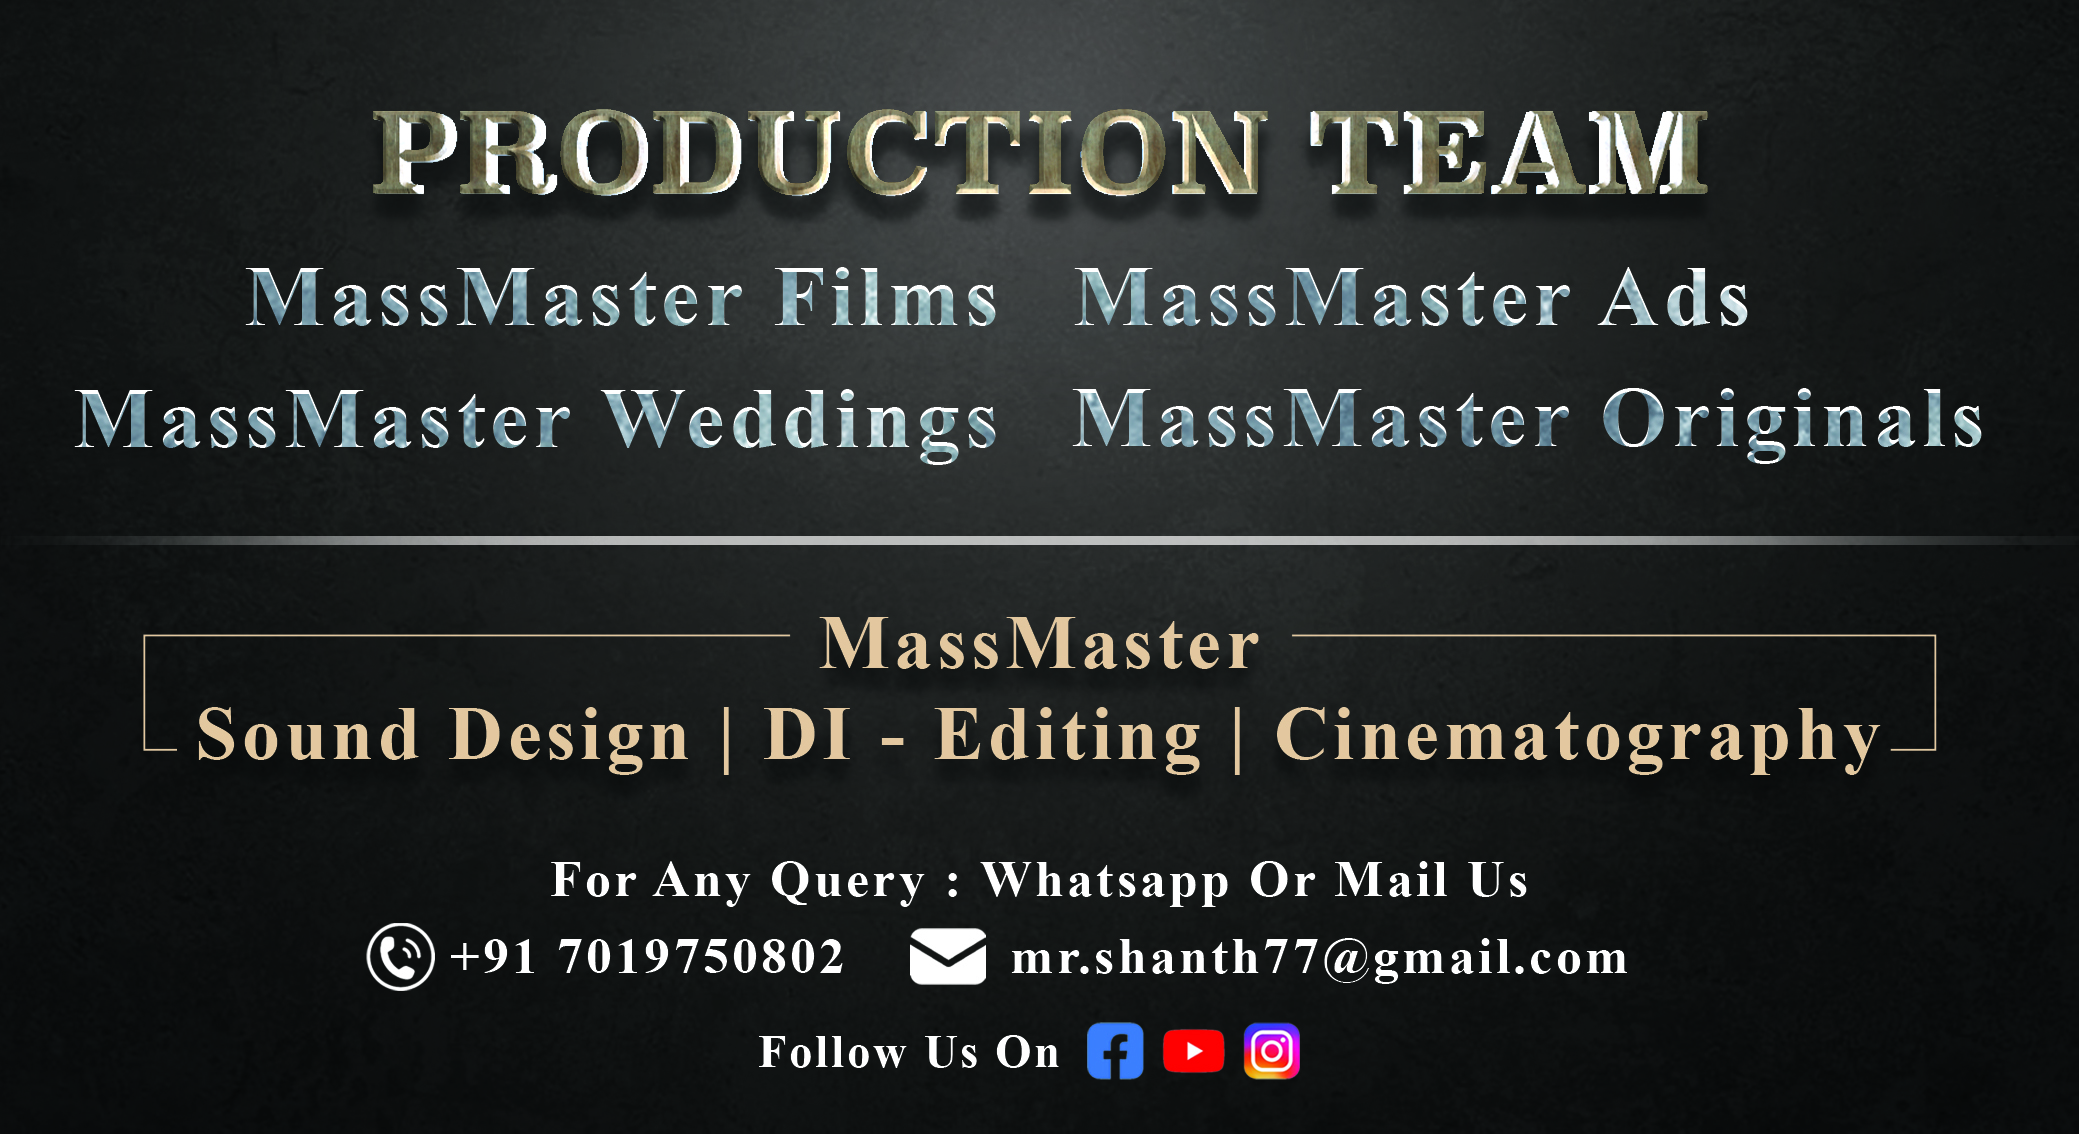 PRODUCTION TEAM
MassMaster Films MassMaster Ads
MassMaster Weddings MassMaster Originals
MassMaster
Sound Design | DI - Editing | Cinematography
For Any Query : Whatsapp Or Mail Us
+91 7019750802 mr.shanth77@gmail.com
Follow Us On